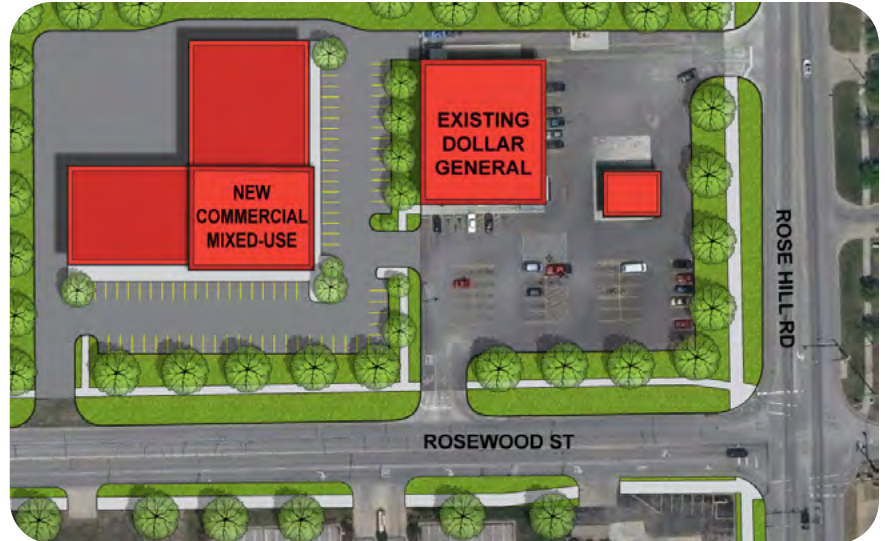 EXISTING
DOLLAR
GENERAL
NEW
COMMERCIAL
MIXED-USE
ROSE HILL RD
ROSEWOOD ST